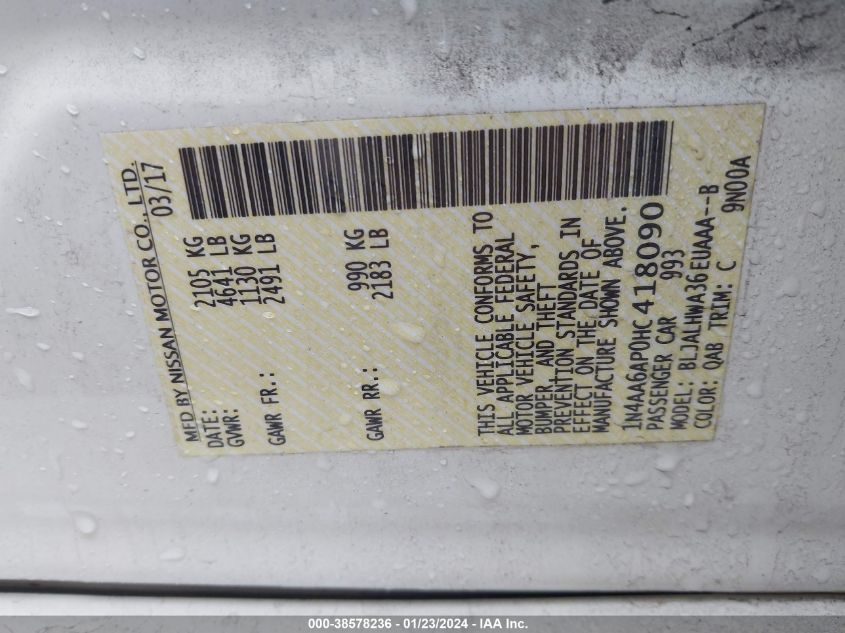 MFD BY NISSAN MOTOR CO., LTD.
DATE: 03/17
GVWR: 2105 KG
4641 LB
GAWR FR.: 1130 KG
2491 LB
GAWR RR.: 990 KG
2183 LB
THIS VEHICLE CONFORMS TO
ALL APPLICABLE FEDERAL
MOTOR VEHICLE SAFETY,
BUMPER, AND THEFT
PREVENTION STANDARDS IN
EFFECT ON THE DATE OF
MANUFACTURE SHOWN ABOVE.
1N4AA6AP0HC418090
PASSENGER CAR 993
MODEL: BLJALHWA36EUAAA--B
COLOR: QAB TRIM: C 9N00A
000-38578236 - 01/23/2024 - IAA Inc.